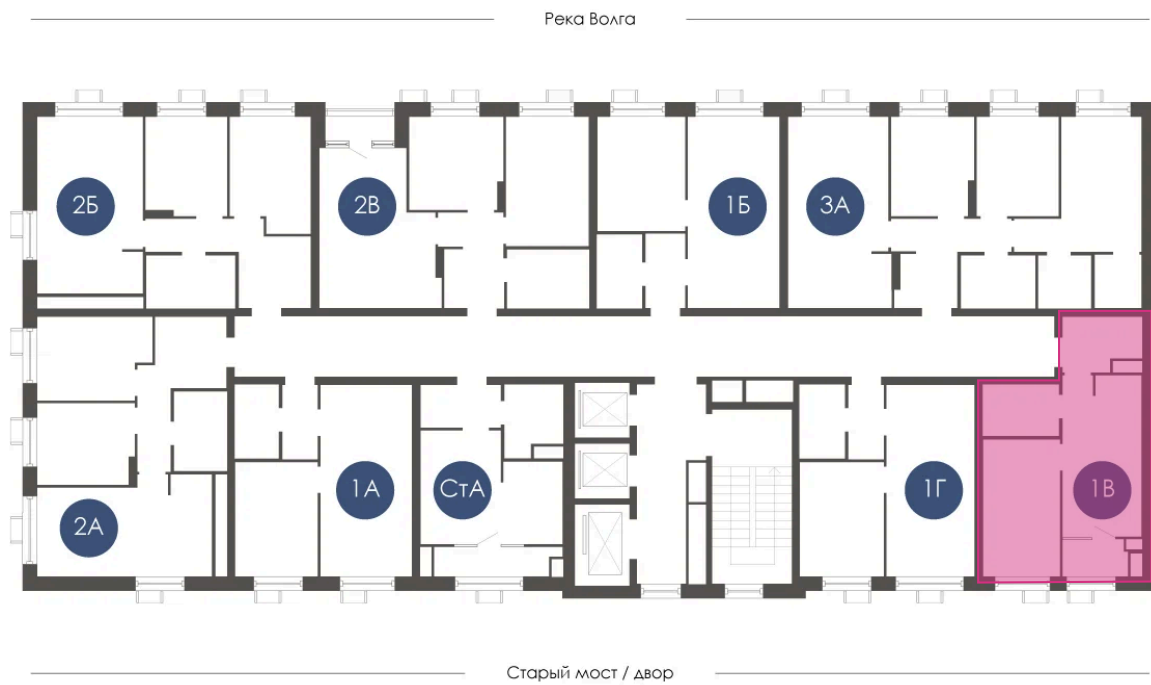 Река Волга
2Б
2В
1Б
3А
2А
1А
СтА
1Г
1В
Старый мост / двор